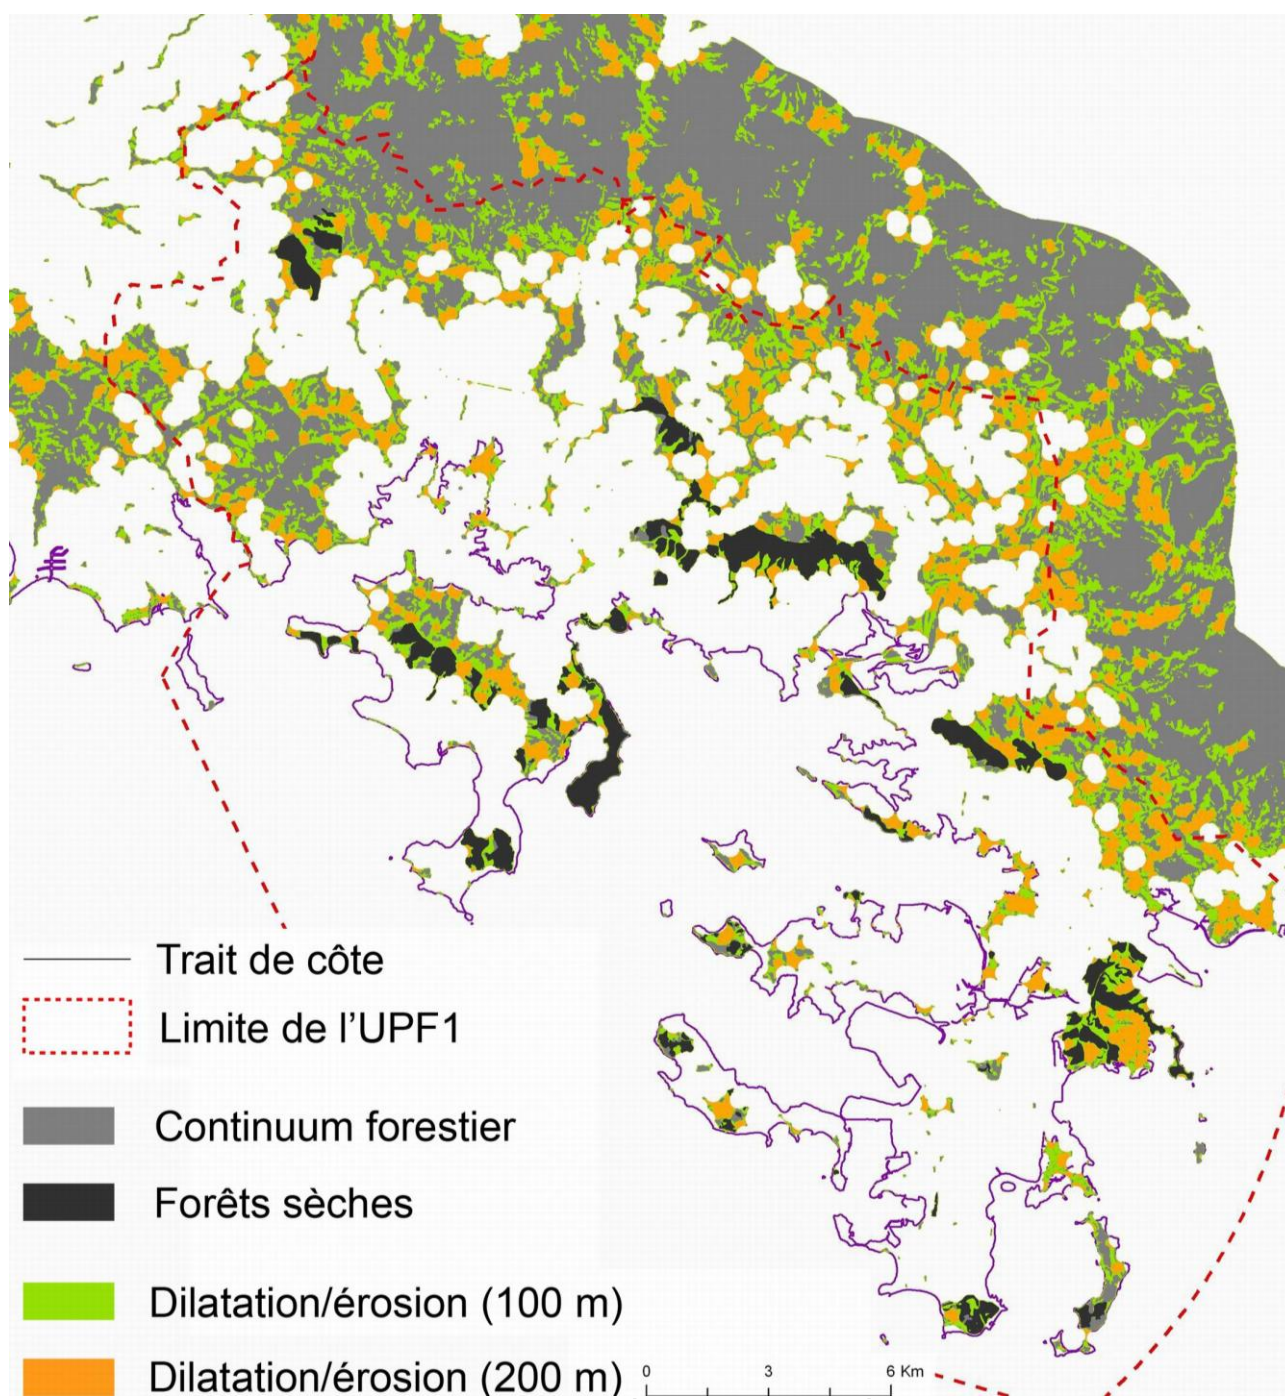 Trait de côte
Limite de l’UPF1
Continuum forestier
Forêts sèches
Dilatation/érosion (100 m)
Dilatation/érosion (200 m)
0 3 6 Km